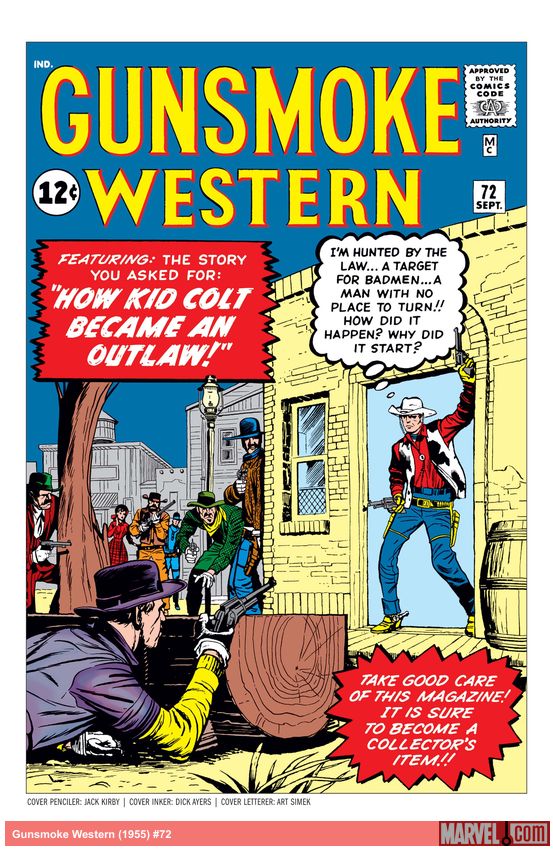 IND.
GUNSMOKE
WESTERN
APPROVED
BY THE
COMICS
CODE
CA
AUTHORITY
M
C
12¢
72
SEPT.
FEATURING: THE STORY
YOU ASKED FOR:
"HOW KID COLT
BECAME AN
OUTLAW!"
I'M HUNTED BY THE
LAW... A TARGET
FOR BADMEN...A
MAN WITH NO
PLACE TO TURN!!
HOW DID IT
HAPPEN? WHY DID
IT START?
TAKE GOOD CARE
OF THIS MAGAZINE!
IT IS SURE
TO BECOME A
COLLECTOR'S
ITEM!!
COVER PENCILER: JACK KIRBY | COVER INKER: DICK AYERS | COVER LETTERER: ART SIMEK
Gunsmoke Western (1955) #72
MARVEL.com